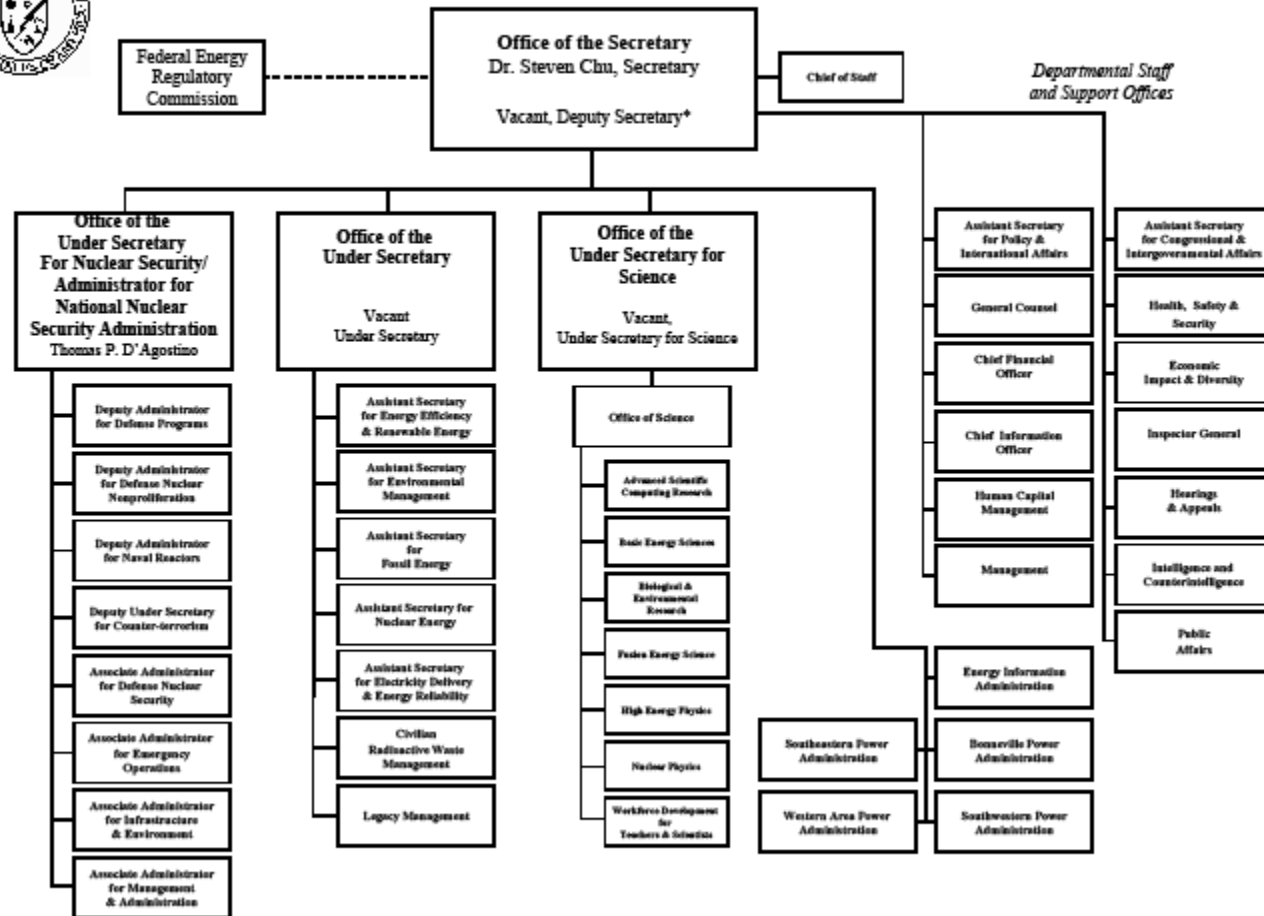 Federal Energy
Regulatory
Commission
Office of the Secretary
Dr. Steven Chu, Secretary
Vacant, Deputy Secretary*
Chief of Staff
Departmental Staff
and Support Offices
Office of the
Under Secretary
For Nuclear Security/
Administrator for
National Nuclear
Security Administration
Thomas P. D'Agostino
Deputy Administrator
for Defense Programs
Deputy Administrator
for Defense Nuclear
Nonproliferation
Deputy Administrator
for Naval Reactors
Deputy Under Secretary
for Counter-terrorism
Associate Administrator
for Defense Nuclear
Security
Associate Administrator
for Emergency
Operations
Associate Administrator
for Infrastructure
& Environment
Associate Administrator
for Management
& Administration
Office of the
Under Secretary
Vacant
Under Secretary
Assistant Secretary
for Energy Efficiency
& Renewable Energy
Assistant Secretary
for Environmental
Management
Assistant Secretary
for
Fossil Energy
Assistant Secretary for
Nuclear Energy
Assistant Secretary
for Electricity Delivery
& Energy Reliability
Civilian
Radioactive Waste
Management
Legacy Management
Office of the
Under Secretary for
Science
Vacant,
Under Secretary for Science
Office of Science
Advanced Scientific
Computing Research
Basic Energy Sciences
Biological &
Environmental
Research
Fusion Energy Science
High Energy Physics
Nuclear Physics
Workforce Development
for
Teachers & Scientists
Assistant Secretary
for Policy &
International Affairs
General Counsel
Chief Financial
Officer
Chief Information
Officer
Human Capital
Management
Management
Assistant Secretary
for Congressional &
Intergovernmental Affairs
Health, Safety &
Security
Economic
Impact & Diversity
Inspector General
Hearings
& Appeals
Intelligence and
Counterintelligence
Public
Affairs
Energy Information
Administration
Southeastern Power
Administration
Bonneville Power
Administration
Western Area Power
Administration
Southwestern Power
Administration